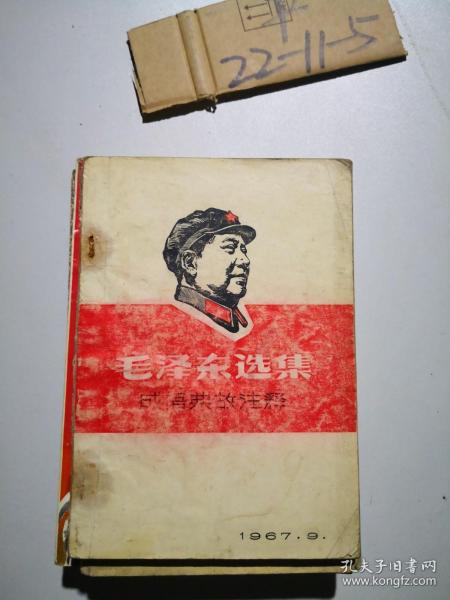 22-11-5
毛泽东选集
成语典故注释
1967.9.
孔夫子旧书网
www.kongfz.com